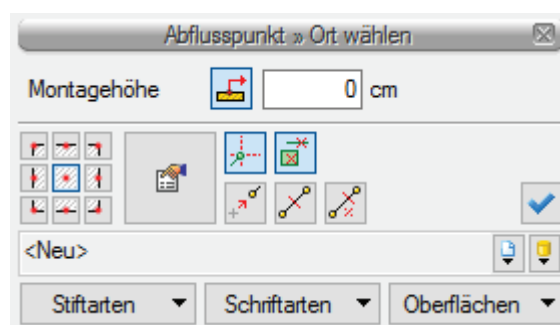 Abflusspunkt » Ort wählen
Montagehöhe 0 cm
<Neu>
Stiftarten Schriftarten Oberflächen